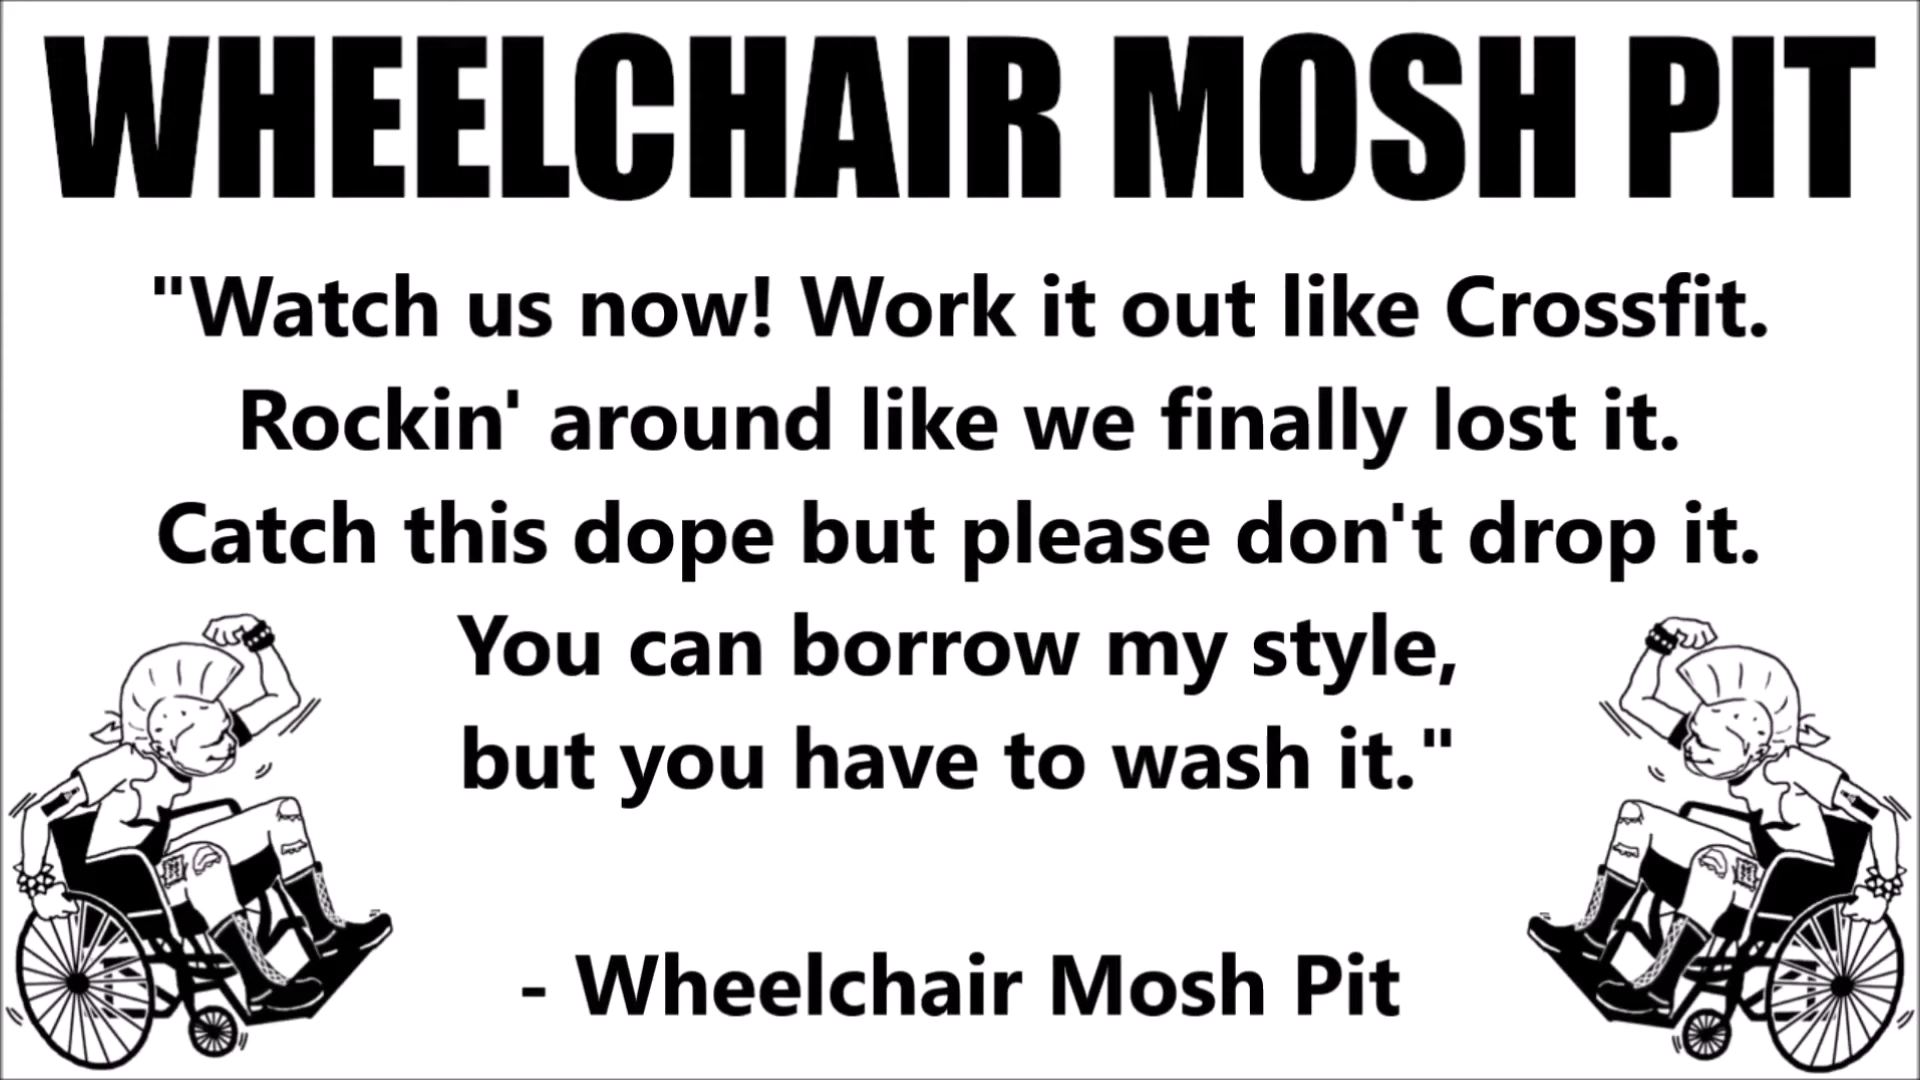 WHEELCHAIR MOSH PIT
"Watch us now! Work it out like Crossfit.
Rockin' around like we finally lost it.
Catch this dope but please don't drop it.
You can borrow my style,
but you have to wash it."
- Wheelchair Mosh Pit